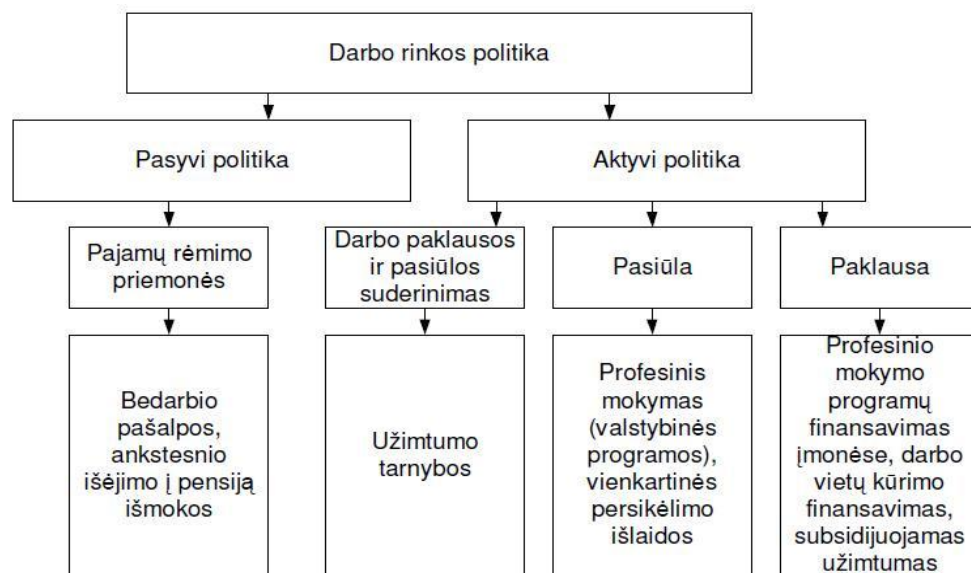 Darbo rinkos politika
Pasyvi politika
Aktyvi politika
Pajamų rėmimo
priemonės
Darbo paklausos
ir pasiūlos
suderinimas
Pasiūla
Paklausa
Bedarbio
pašalpos,
ankstesnio
išėjimo į pensiją
išmokos
Užimtumo
tarnybos
Profesinis
mokymas
(valstybinės
programos),
vienkartinės
persikėlimo
išlaidos
Profesinio
mokymo
programų
finansavimas
įmonėse, darbo
vietų kūrimo
finansavimas,
subsidijuojamas
užimtumas